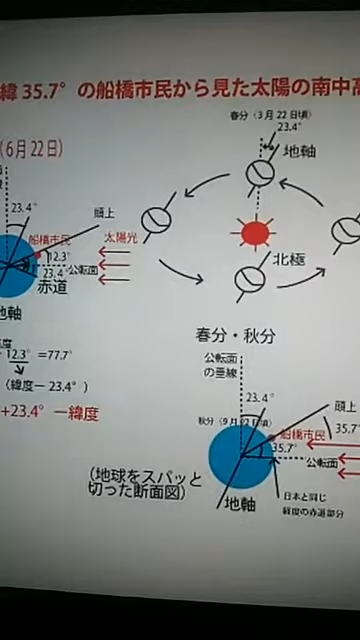 緯 35.7° の船橋市民から見た太陽の南中高
春分（3月22日頃）
23.4°
地軸
（6月22日）
23.4°
頭上
船橋市民
太陽光
12.3°
23.4
公転面
赤道
地軸
北極
春分・秋分
公転面
の垂線
12.3° =77.7°
（緯度ー 23.4°）
+23.4° ー緯度
23.4°
頭上
秋分（9月22日頃）
船橋市民
35.7°
35.7°
公転面
（地球をスパッと
切った断面図）
地軸
日本と同じ
経度の赤道部分